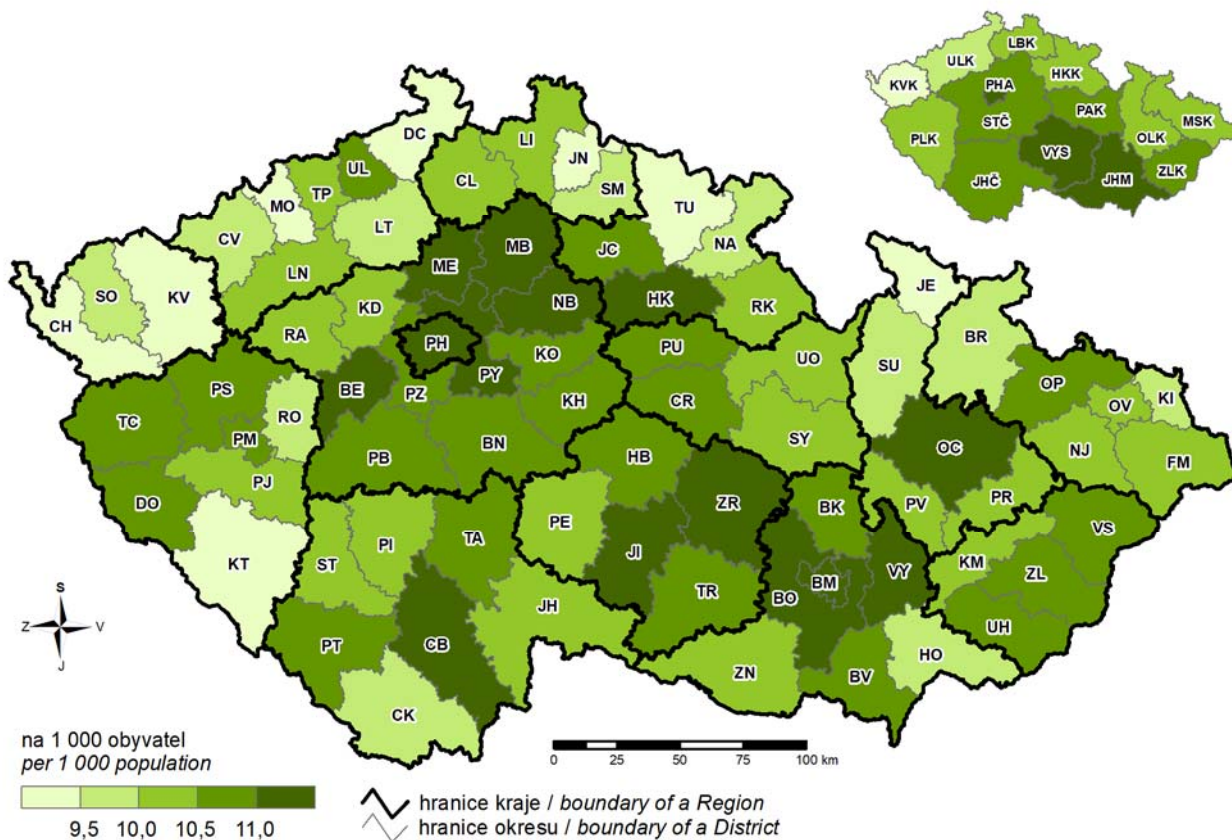 LBK
ULK
HKK
KVK
PHA
PAK
STČ
MSK
PLK
OLK
VYS
ZLK
JHČ
JHM
DC
LI
JN
UL
CL
SM
TP
MO
TU
LT
CV
NA
MB
JC
ME
LN
SO
KV
NB
HK
JE
KD
RK
CH
RA
BR
PH
KO
PU
UO
SU
PS
BE
PY
PZ
OP
KI
TC
RO
KH
CR
OV
PM
OC
PB
BN
SY
NJ
HB
FM
PJ
DO
ZR
PR
BK
PV
VS
PE
TA
PI
JI
KT
ST
KM
BM
VY
ZL
TR
BO
JH
UH
PT
CB
HO
ZN
BV
CK
S
Z V
J
na 1 000 obyvatel
per 1 000 population
9,5 10,0 10,5 11,0
0 25 50 75 100 km
hranice kraje / boundary of a Region
hranice okresu / boundary of a District